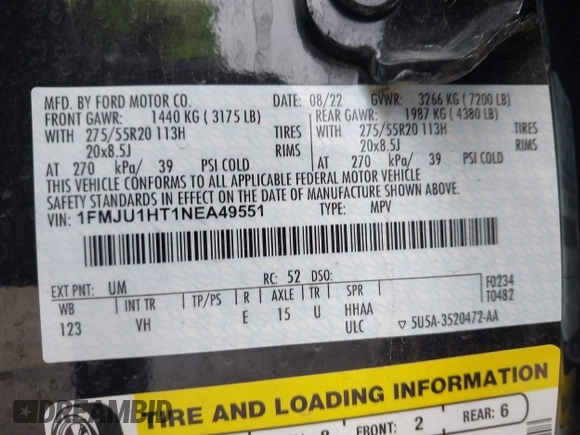 MFD. BY FORD MOTOR CO. DATE: 08/22 GVWR: 3266 KG ( 7200 LB)
FRONT GAWR: 1440 KG ( 3175 LB) REAR GAWR: 1987 KG ( 4380 LB)
WITH 275/55R20 113H TIRES WITH 275/55R20 113H TIRES
20x8.5J RIMS 20x8.5J RIMS
AT 270 kPa/ 39 PSI COLD AT 270 kPa/ 39 PSI COLD
THIS VEHICLE CONFORMS TO ALL APPLICABLE FEDERAL MOTOR VEHICLE
SAFETY STANDARDS IN EFFECT ON THE DATE OF MANUFACTURE SHOWN ABOVE.
VIN: 1FMJU1HT1NEA49551 TYPE: MPV
EXT PNT: UM RC: 52 DSO: F0234
WB INT TR TP/PS R AXLE TR SPR T0482
123 VH E 15 U HHAA
ULC 5U5A-3520472-AA
TIRE AND LOADING INFORMATION
FRONT: 2 REAR: 6
DREAMBID